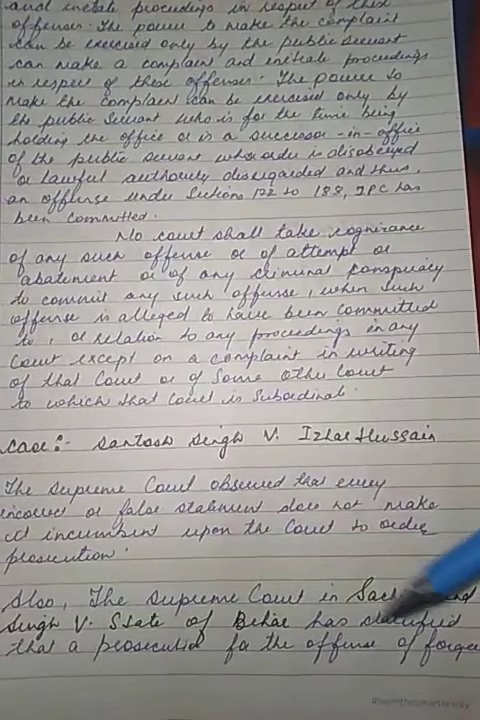 and initiate proceedings in respect of these
offenses. The power to make the complaint
can be exercised only by the public servant
can make a complaint and initiate proceedings
in respect of these offenses. The power to
make the complaint can be exercised only by
the public servant who is for the time being
holding the office or is a successor-in-office
of the public servant whose order is disobeyed
or lawful authority disregarded and thus,
an offense under Sections 172 to 188, IPC has
been committed.
No court shall take cognizance
of any such offense or of attempt or
abatement or of any criminal conspiracy
to commit any such offense, when such
offense is alleged to have been committed
to, or relation to any proceedings in any
Court except on a complaint in writing
of that Court or of some other Court
to which that Court is subordinate.
Case:- Santosh Singh V. Izhar Hussain
The Supreme Court observed that every
incorrect or false statement does not make
it incumbent upon the Court to order
prosecution.
Also, The Supreme Court in
Singh V. State of Bihar has clarified
that a prosecution for the offense of